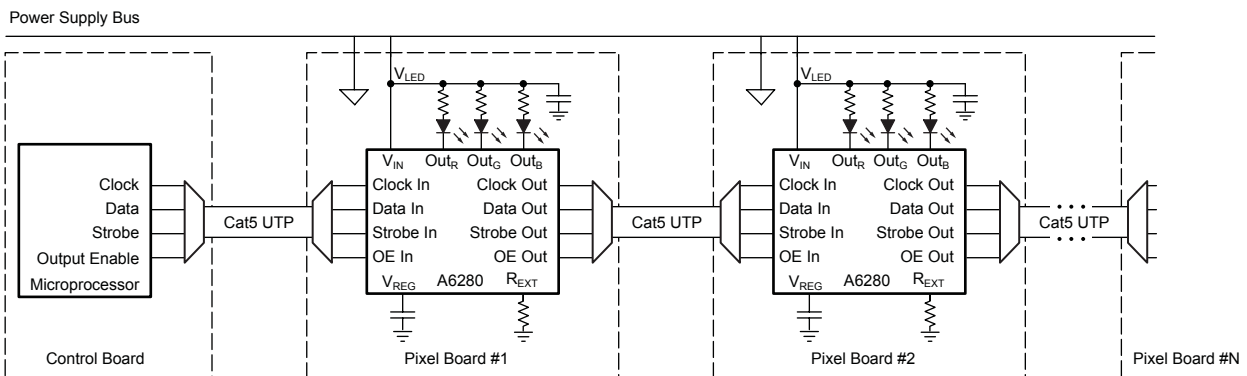 Power Supply Bus
Clock
Data
Strobe
Output Enable
Microprocessor
Control Board
Cat5 UTP
VLED
VIN OutR OutG OutB
Clock In Clock Out
Data In Data Out
Strobe In Strobe Out
OE In OE Out
VREG A6280 REXT
Pixel Board #1
Cat5 UTP
VLED
VIN OutR OutG OutB
Clock In Clock Out
Data In Data Out
Strobe In Strobe Out
OE In OE Out
VREG A6280 REXT
Pixel Board #2
Cat5 UTP
Pixel Board #N